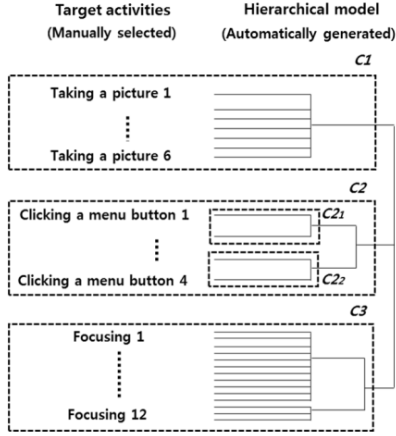 Target activities
(Manually selected)
Hierarchical model
(Automatically generated)
C1
Taking a picture 1
Taking a picture 6
C2
Clicking a menu button 1
C21
Clicking a menu button 4
C22
C3
Focusing 1
Focusing 12